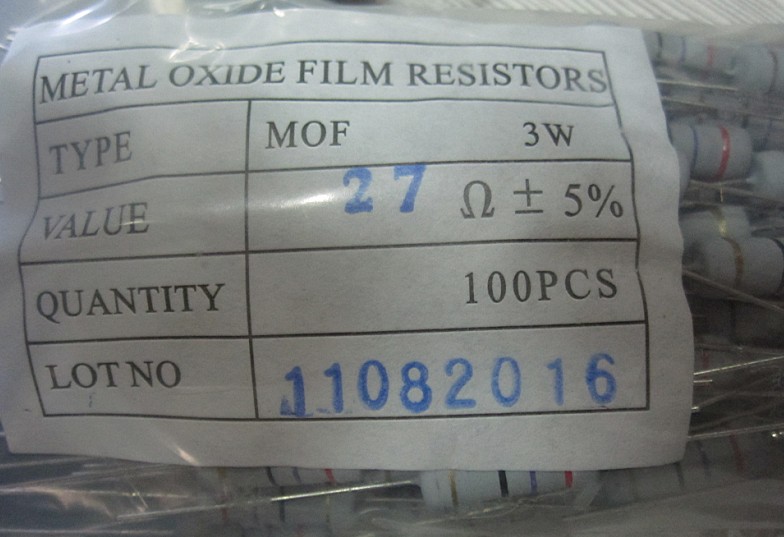 METAL OXIDE FILM RESISTORS
TYPE MOF 3W
VALUE 27 Ω ± 5%
QUANTITY 100PCS
LOT NO 11082016